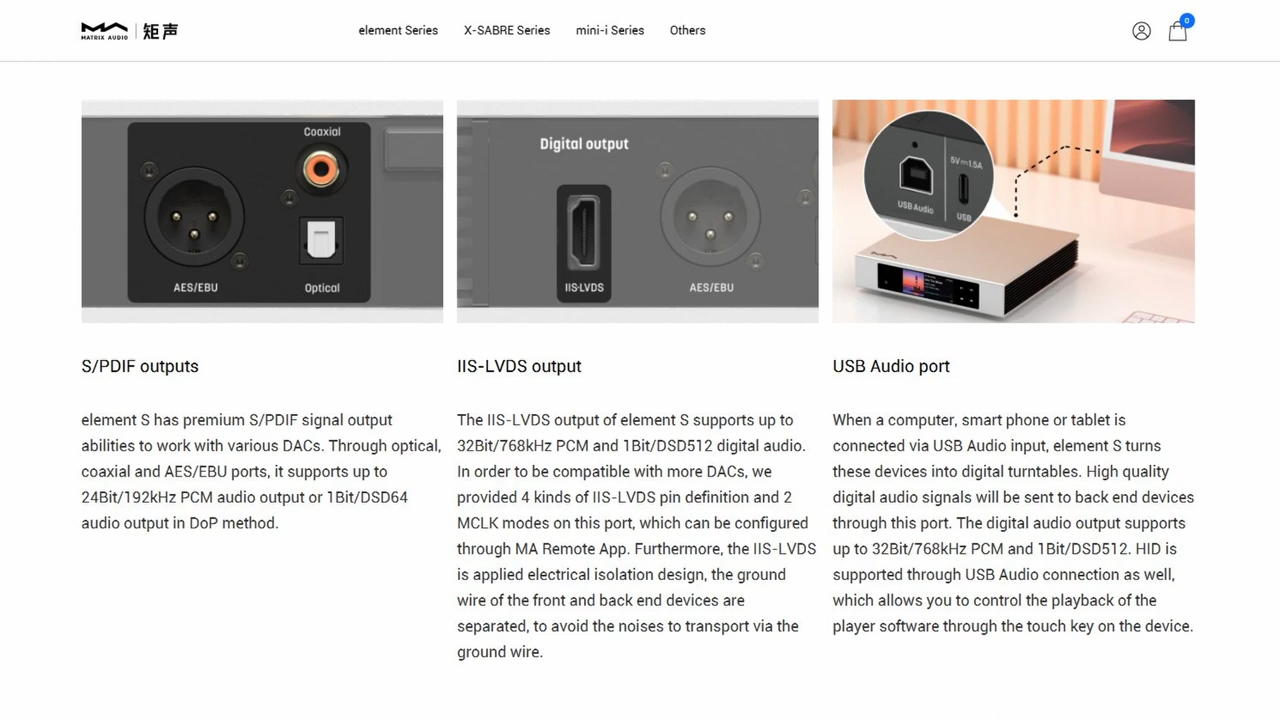 MATRIX AUDIO 矩声
element Series
X-SABRE Series
mini-i Series
Others
0
Coaxial
AES/EBU
Optical
Digital output
IIS-LVDS
AES/EBU
5V 1.5A
USB Audio
USB
S/PDIF outputs
element S has premium S/PDIF signal output
abilities to work with various DACs. Through optical,
coaxial and AES/EBU ports, it supports up to
24Bit/192kHz PCM audio output or 1Bit/DSD64
audio output in DoP method.
IIS-LVDS output
The IIS-LVDS output of element S supports up to
32Bit/768kHz PCM and 1Bit/DSD512 digital audio.
In order to be compatible with more DACs, we
provided 4 kinds of IIS-LVDS pin definition and 2
MCLK modes on this port, which can be configured
through MA Remote App. Furthermore, the IIS-LVDS
is applied electrical isolation design, the ground
wire of the front and back end devices are
separated, to avoid the noises to transport via the
ground wire.
USB Audio port
When a computer, smart phone or tablet is
connected via USB Audio input, element S turns
these devices into digital turntables. High quality
digital audio signals will be sent to back end devices
through this port. The digital audio output supports
up to 32Bit/768kHz PCM and 1Bit/DSD512. HID is
supported through USB Audio connection as well,
which allows you to control the playback of the
player software through the touch key on the device.